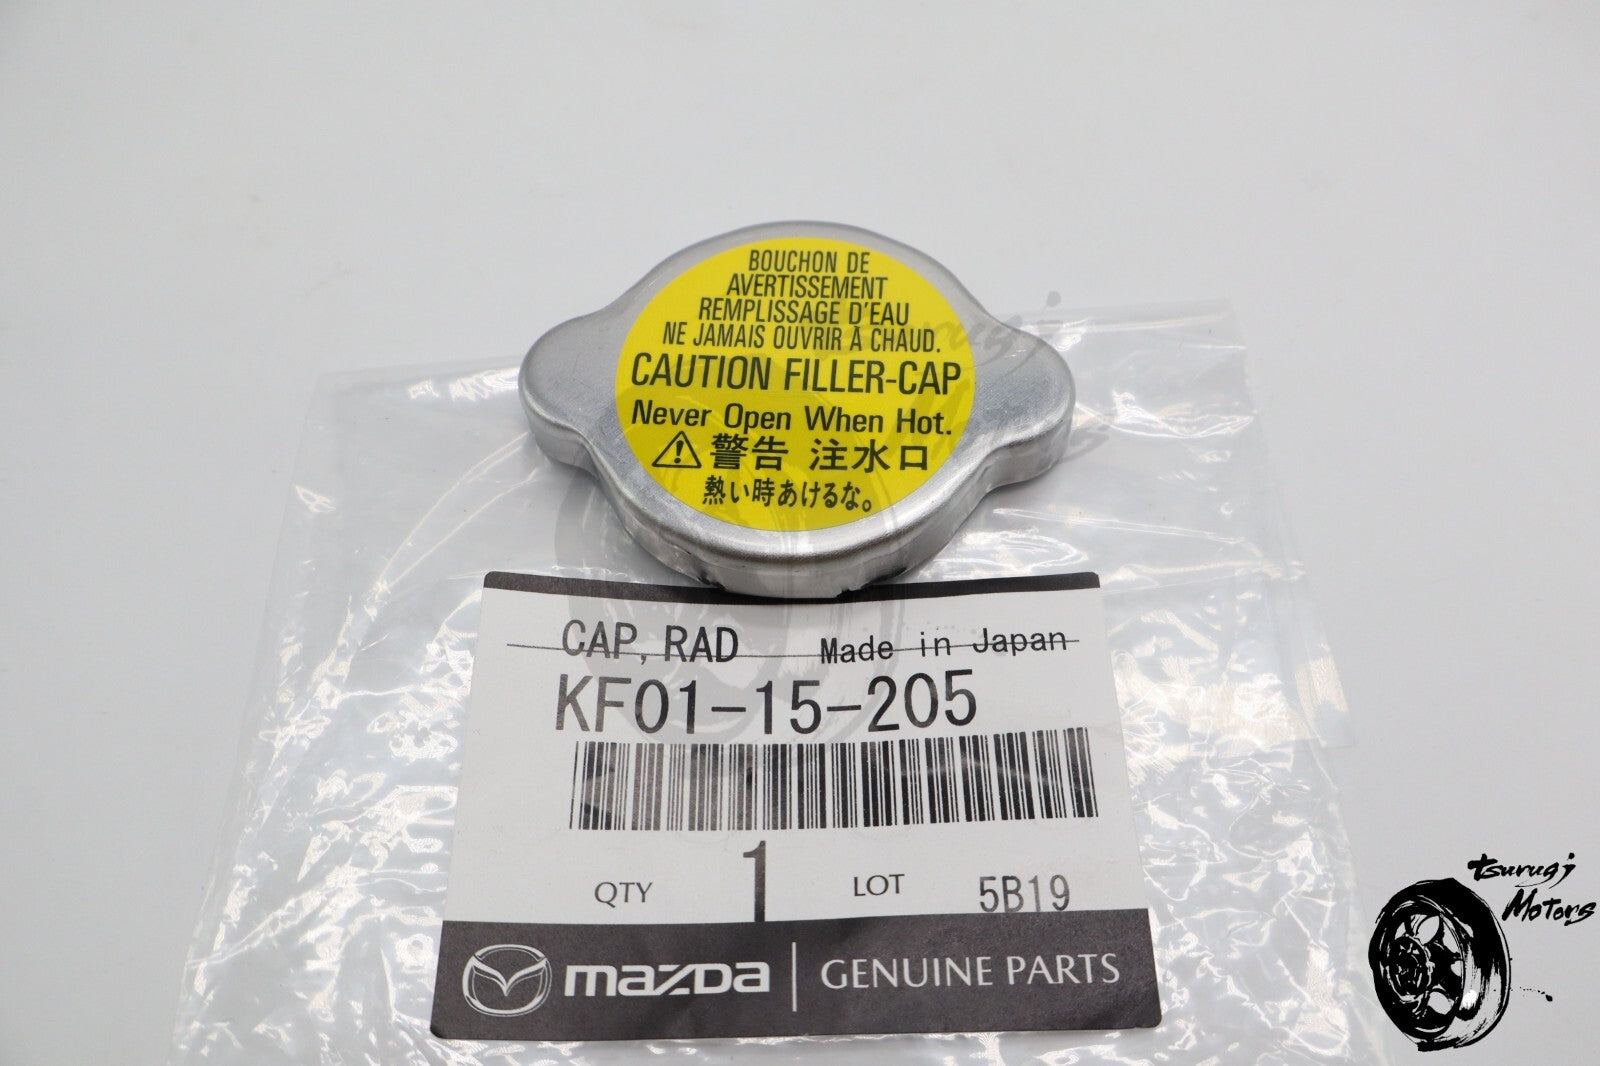 BOUCHON DE
AVERTISSEMENT
REMPLISSAGE D'EAU
NE JAMAIS OUVRIR À CHAUD.
CAUTION FILLER-CAP
Never Open When Hot.
警告 注水口
熱い時あけるな。
Tsurugi
Motors
CAP, RAD Made in Japan
KF01-15-205
QTY 1 LOT 5B19
mazda GENUINE PARTS
Tsurugi
Motors